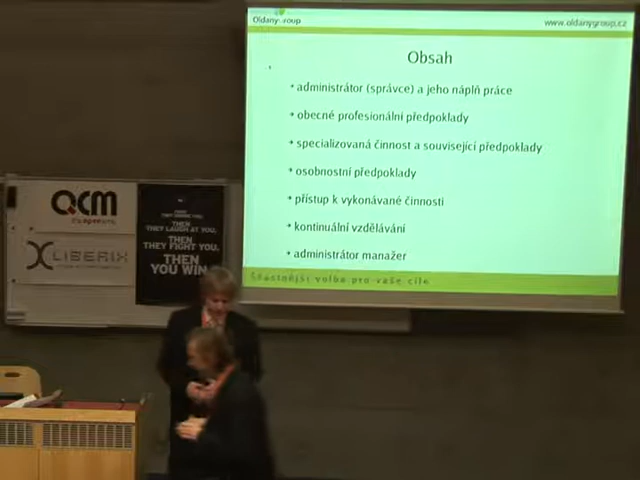 Oldanygroup
www.oldanygroup.cz
Obsah
• administrátor (správce) a jeho náplň práce
• obecné profesionální předpoklady
• specializovaná činnost a související předpoklady
• osobnostní předpoklady
• přístup k vykonávané činnosti
• kontinuální vzdělávání
• administrátor manažer
Šťastnější volba pro vaše cíle
QCM
LIBERIX
THEN
THEY LAUGH AT YOU,
THEN
THEY FIGHT YOU.
THEN
YOU WIN